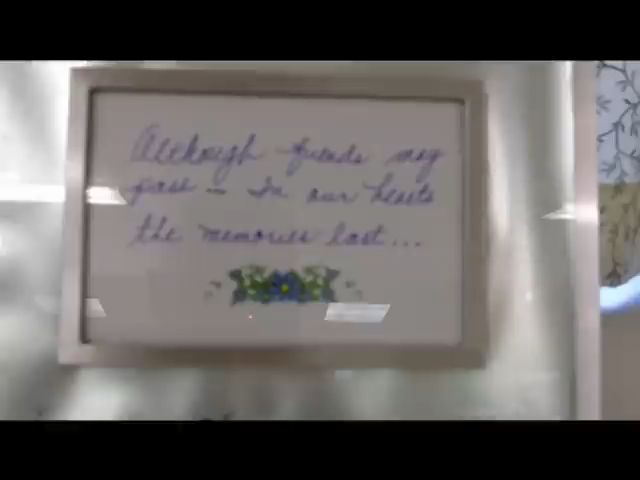 Although friends may
pass - In our hearts
the memories last...